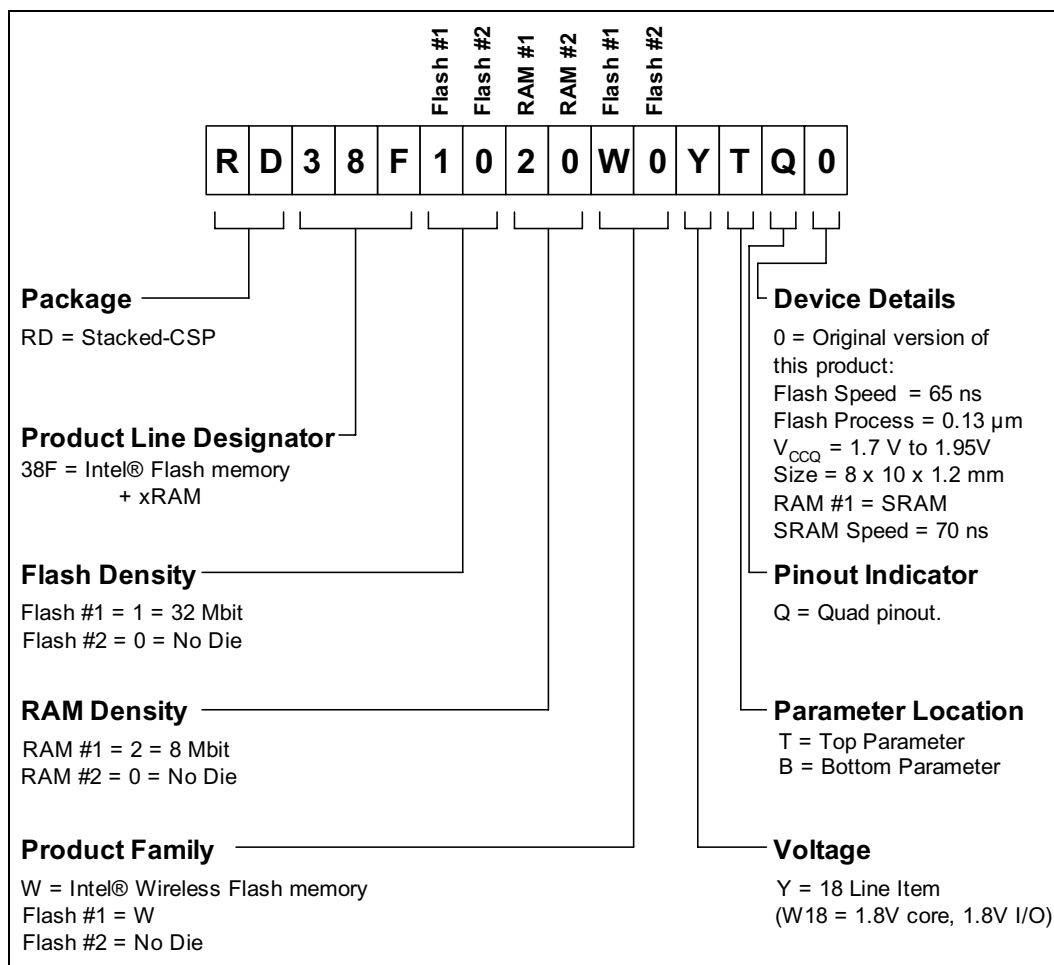 Flash #1
Flash #2
RAM #1
RAM #2
Flash #1
Flash #2
R D 3 8 F 1 0 2 0 W 0 Y T Q 0
Package
RD = Stacked-CSP
Product Line Designator
38F = Intel® Flash memory
+ xRAM
Flash Density
Flash #1 = 1 = 32 Mbit
Flash #2 = 0 = No Die
RAM Density
RAM #1 = 2 = 8 Mbit
RAM #2 = 0 = No Die
Product Family
W = Intel® Wireless Flash memory
Flash #1 = W
Flash #2 = No Die
Device Details
0 = Original version of
this product:
Flash Speed = 65 ns
Flash Process = 0.13 µm
VCCQ = 1.7 V to 1.95V
Size = 8 x 10 x 1.2 mm
RAM #1 = SRAM
SRAM Speed = 70 ns
Pinout Indicator
Q = Quad pinout.
Parameter Location
T = Top Parameter
B = Bottom Parameter
Voltage
Y = 18 Line Item
(W18 = 1.8V core, 1.8V I/O)